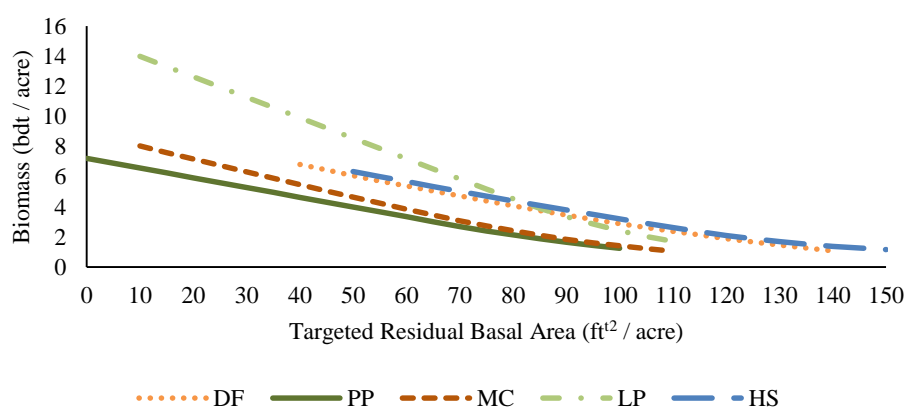 16
14
12
10
8
6
4
2
0
Biomass (bdt / acre)
0 10 20 30 40 50 60 70 80 90 100 110 120 130 140 150
Targeted Residual Basal Area (ft^t2 / acre)
DF PP MC LP HS